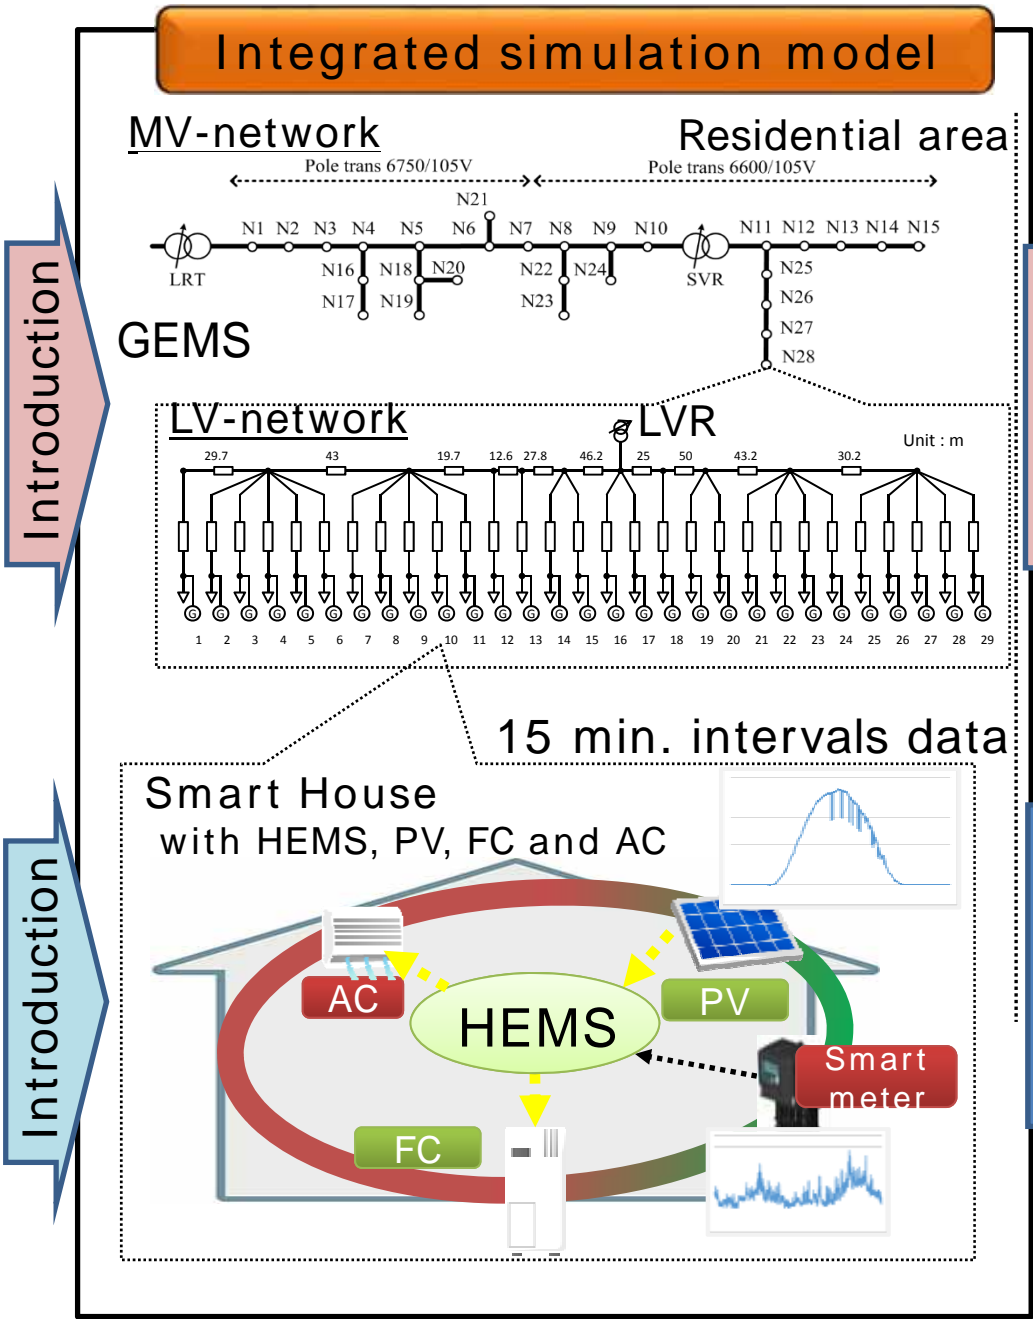 Integrated simulation model
MV-network
Residential area
Pole trans 6750/105V
Pole trans 6600/105V
N21
N1 N2 N3 N4 N5 N6 N7 N8 N9 N10 N11 N12 N13 N14 N15
LRT
SVR
N16 N18 N20 N22 N24 N25
N17 N19 N23 N26
N27
N28
GEMS
Introduction
LV-network
LVR
Unit : m
29.7 43 19.7 12.6 27.8 46.2 25 50 43.2 30.2
G G G G G G G G G G G G G G G G G G G G G G G G G G G G G
1 2 3 4 5 6 7 8 9 10 11 12 13 14 15 16 17 18 19 20 21 22 23 24 25 26 27 28 29
15 min. intervals data
Smart House
with HEMS, PV, FC and AC
Introduction
AC
PV
HEMS
Smart
meter
FC